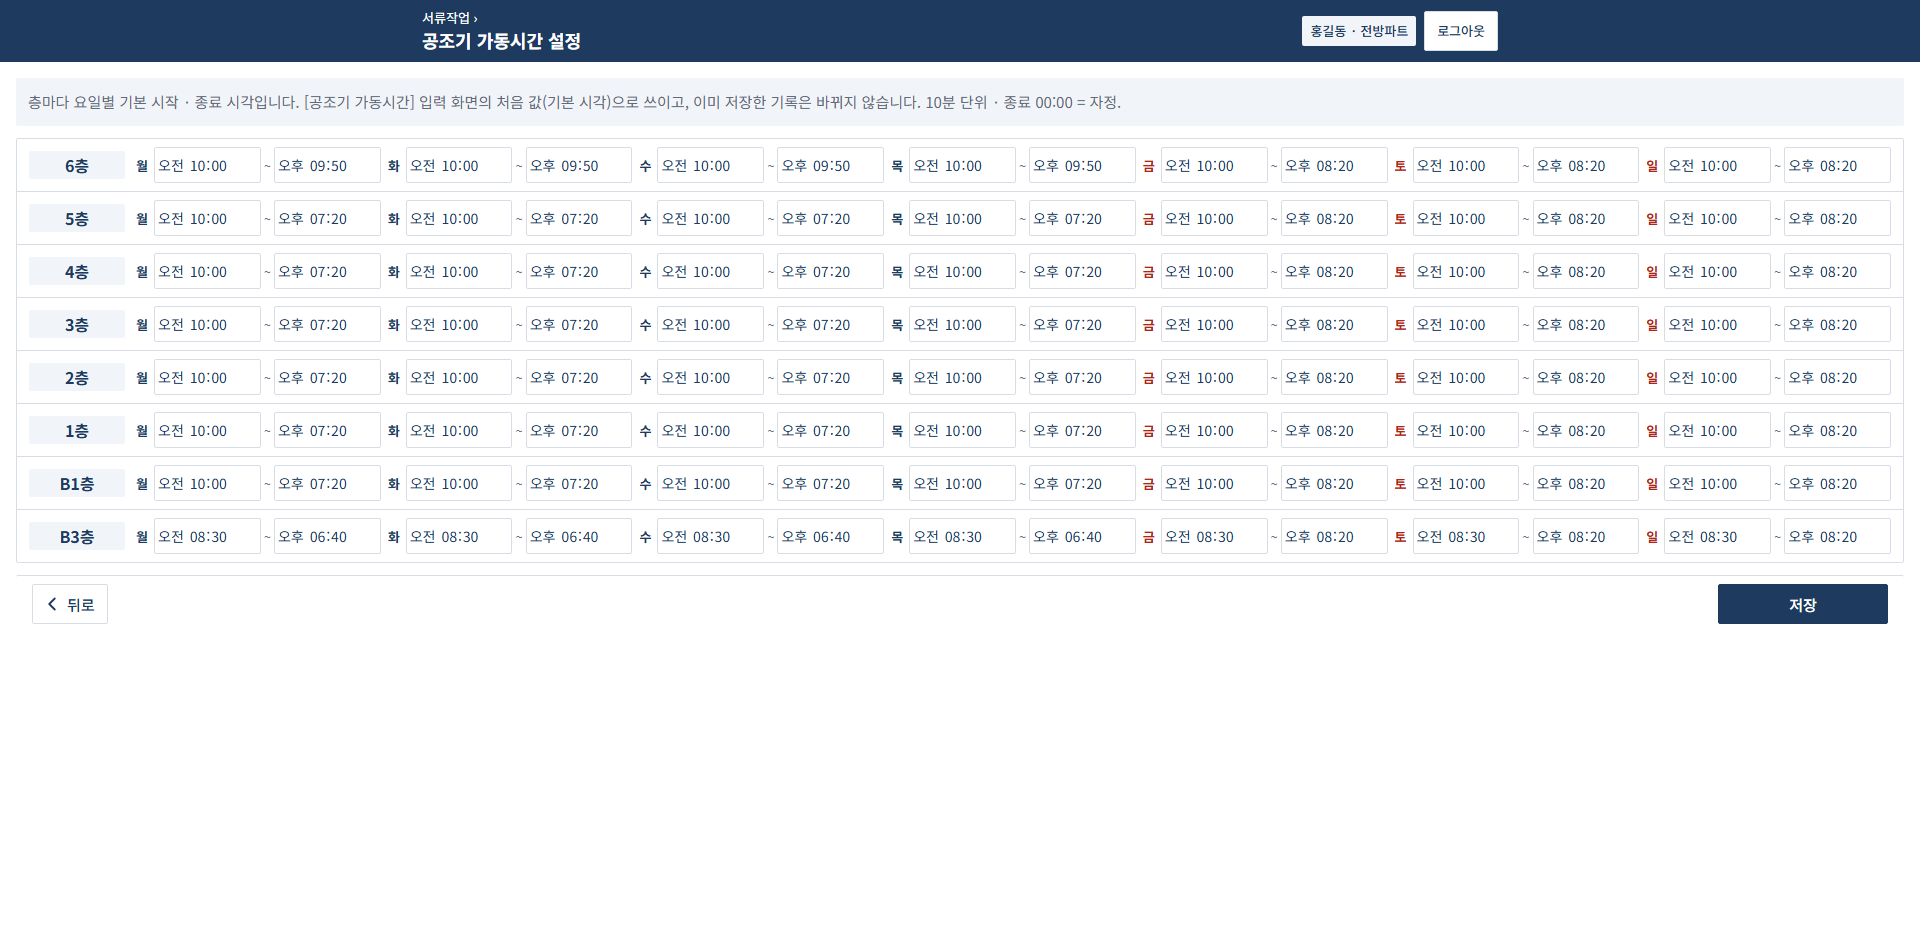 서류작업 ›
공조기 가동시간 설정
홍길동 · 전방파트
로그아웃
층마다 요일별 기본 시작 · 종료 시각입니다. [공조기 가동시간] 입력 화면의 처음 값(기본 시각)으로 쓰이고, 이미 저장한 기록은 바뀌지 않습니다. 10분 단위 · 종료 00:00 = 자정.
6층 월 오전 10:00 ~ 오후 09:50 화 오전 10:00 ~ 오후 09:50 수 오전 10:00 ~ 오후 09:50 목 오전 10:00 ~ 오후 09:50 금 오전 10:00 ~ 오후 08:20 토 오전 10:00 ~ 오후 08:20 일 오전 10:00 ~ 오후 08:20
5층 월 오전 10:00 ~ 오후 07:20 화 오전 10:00 ~ 오후 07:20 수 오전 10:00 ~ 오후 07:20 목 오전 10:00 ~ 오후 07:20 금 오전 10:00 ~ 오후 08:20 토 오전 10:00 ~ 오후 08:20 일 오전 10:00 ~ 오후 08:20
4층 월 오전 10:00 ~ 오후 07:20 화 오전 10:00 ~ 오후 07:20 수 오전 10:00 ~ 오후 07:20 목 오전 10:00 ~ 오후 07:20 금 오전 10:00 ~ 오후 08:20 토 오전 10:00 ~ 오후 08:20 일 오전 10:00 ~ 오후 08:20
3층 월 오전 10:00 ~ 오후 07:20 화 오전 10:00 ~ 오후 07:20 수 오전 10:00 ~ 오후 07:20 목 오전 10:00 ~ 오후 07:20 금 오전 10:00 ~ 오후 08:20 토 오전 10:00 ~ 오후 08:20 일 오전 10:00 ~ 오후 08:20
2층 월 오전 10:00 ~ 오후 07:20 화 오전 10:00 ~ 오후 07:20 수 오전 10:00 ~ 오후 07:20 목 오전 10:00 ~ 오후 07:20 금 오전 10:00 ~ 오후 08:20 토 오전 10:00 ~ 오후 08:20 일 오전 10:00 ~ 오후 08:20
1층 월 오전 10:00 ~ 오후 07:20 화 오전 10:00 ~ 오후 07:20 수 오전 10:00 ~ 오후 07:20 목 오전 10:00 ~ 오후 07:20 금 오전 10:00 ~ 오후 08:20 토 오전 10:00 ~ 오후 08:20 일 오전 10:00 ~ 오후 08:20
B1층 월 오전 10:00 ~ 오후 07:20 화 오전 10:00 ~ 오후 07:20 수 오전 10:00 ~ 오후 07:20 목 오전 10:00 ~ 오후 07:20 금 오전 10:00 ~ 오후 08:20 토 오전 10:00 ~ 오후 08:20 일 오전 10:00 ~ 오후 08:20
B3층 월 오전 08:30 ~ 오후 06:40 화 오전 08:30 ~ 오후 06:40 수 오전 08:30 ~ 오후 06:40 목 오전 08:30 ~ 오후 06:40 금 오전 08:30 ~ 오후 08:20 토 오전 08:30 ~ 오후 08:20 일 오전 08:30 ~ 오후 08:20
뒤로
저장